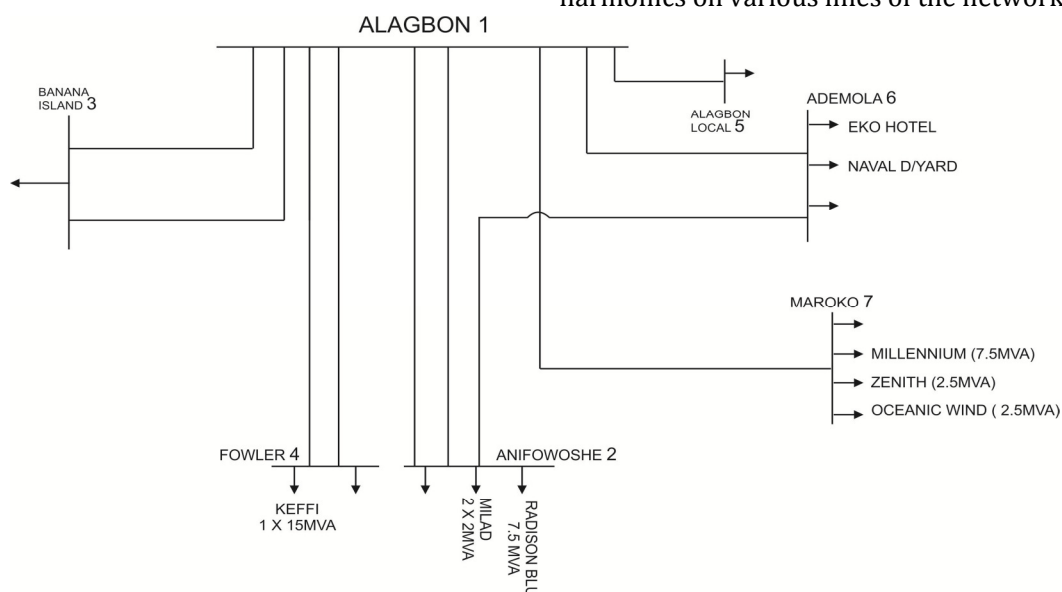 harmonics on various lines of the network
ALAGBON 1
BANANA
ISLAND 3
ALAGBON
LOCAL 5
ADEMOLA 6
EKO HOTEL
NAVAL D/YARD
MAROKO 7
MILLENNIUM (7.5MVA)
ZENITH (2.5MVA)
OCEANIC WIND ( 2.5MVA)
FOWLER 4
KEFFI
1 X 15MVA
ANIFOWOSHE 2
MILAD
2 X 2MVA
RADISON BLU
7.5 MVA